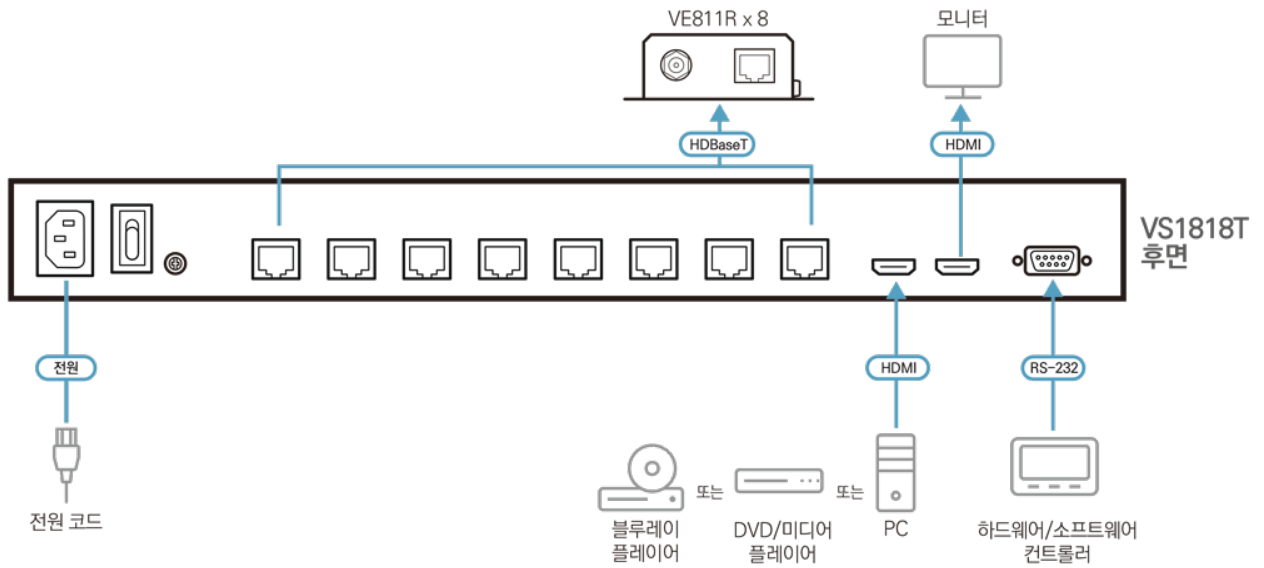 VE811R x 8
모니터
HDBaseT
HDMI
VS1818T
후면
전원
HDMI
RS-232
또는
또는
전원 코드
블루레이
플레이어
DVD/미디어
플레이어
PC
하드웨어/소프트웨어
컨트롤러